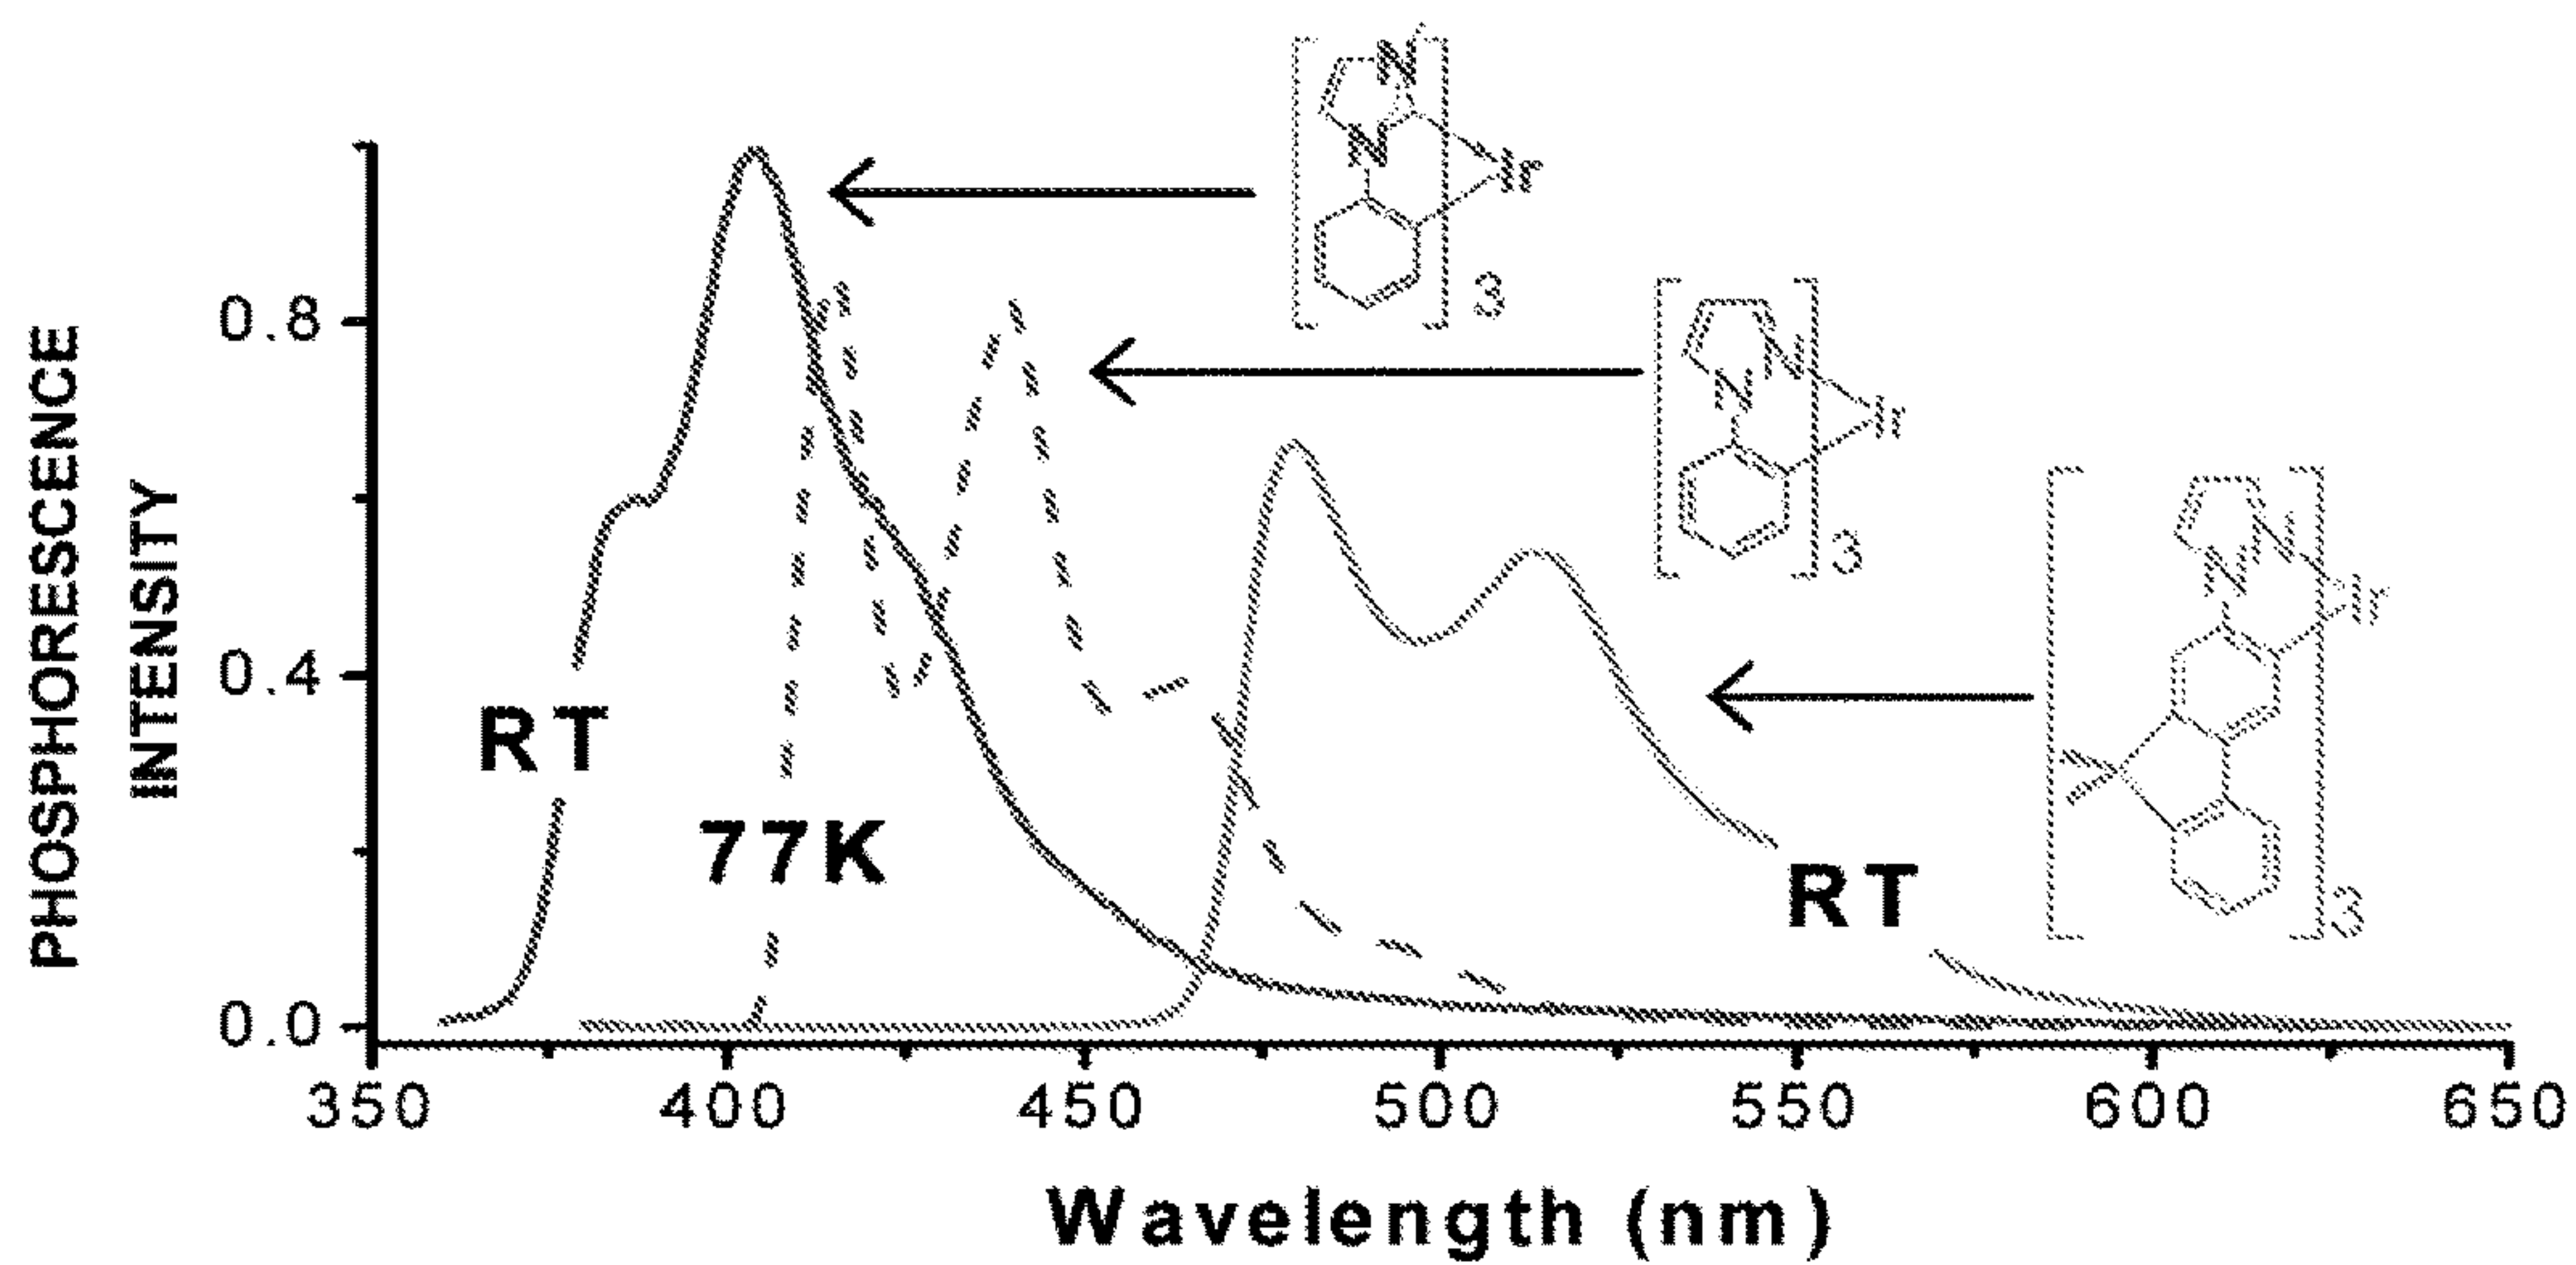 PHOSPHORESCENCE
INTENSITY
0.8
0.4
0.0
350 400 450 500 550 600 650
Wavelength (nm)
RT
77K
RT
N
N
Ir
3
N
N
Ir
3
N
N
Ir
3